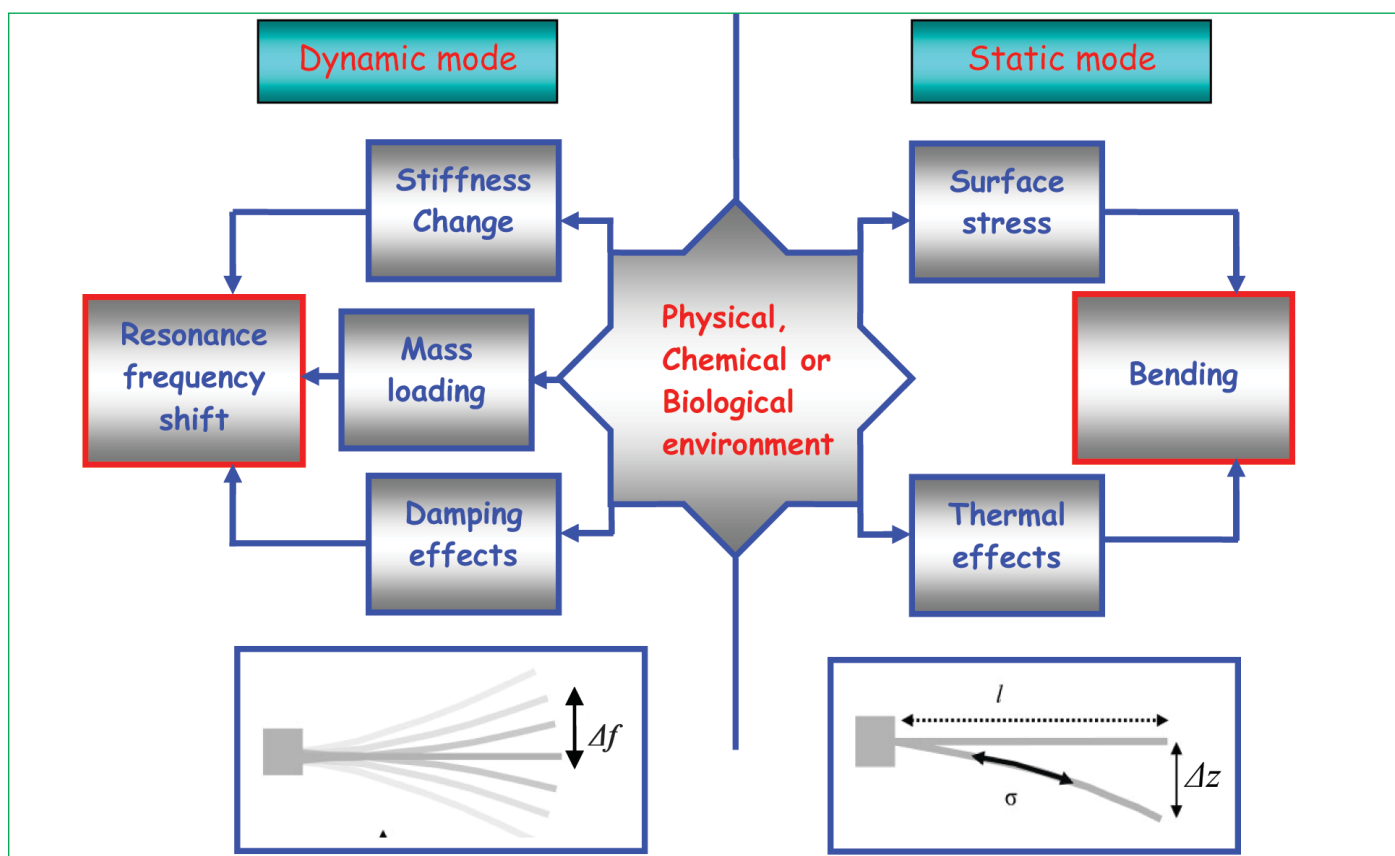 Dynamic mode
Static mode
Stiffness
Change
Surface
stress
Resonance
frequency
shift
Mass
loading
Physical,
Chemical or
Biological
environment
Bending
Damping
effects
Thermal
effects
Δf
l
σ
Δz